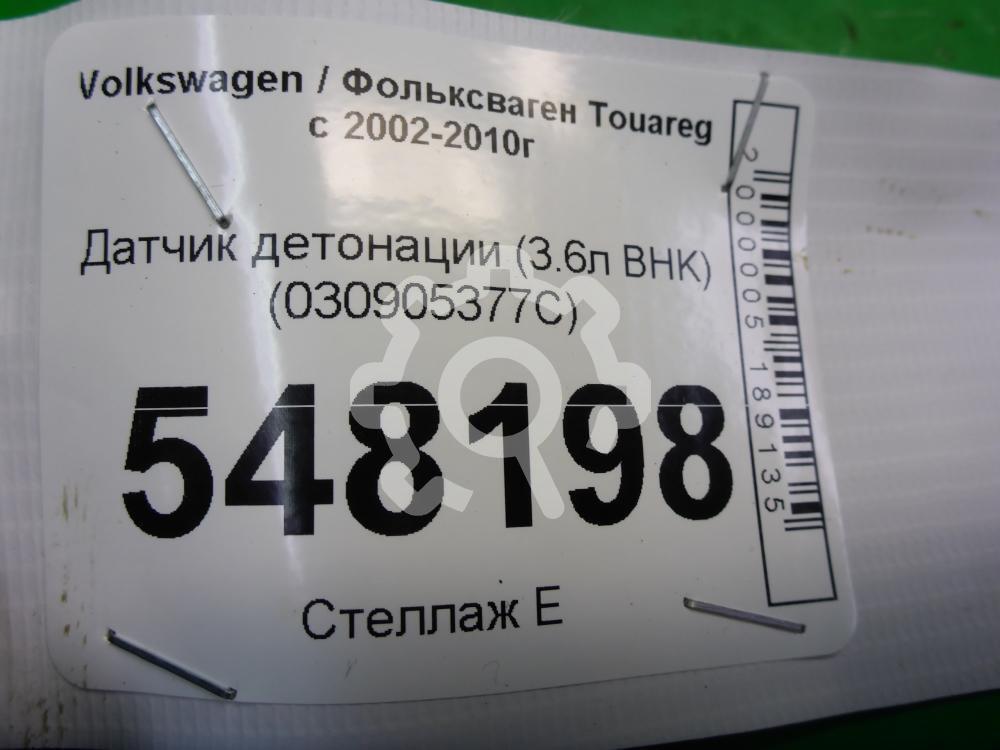 Volkswagen / Фольксваген Touareg
с 2002-2010г
Датчик детонации (3.6л BHK)
(030905377C)
548198
Стеллаж Е
2000005189135